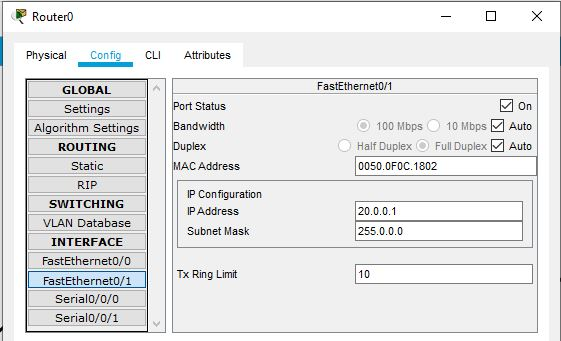 Router0
Physical Config CLI Attributes
GLOBAL
Settings
Algorithm Settings
ROUTING
Static
RIP
SWITCHING
VLAN Database
INTERFACE
FastEthernet0/0
FastEthernet0/1
Serial0/0/0
Serial0/0/1
FastEthernet0/1
Port Status On
Bandwidth 100 Mbps 10 Mbps Auto
Duplex Half Duplex Full Duplex Auto
MAC Address 0050.0F0C.1802
IP Configuration
IP Address 20.0.0.1
Subnet Mask 255.0.0.0
Tx Ring Limit 10